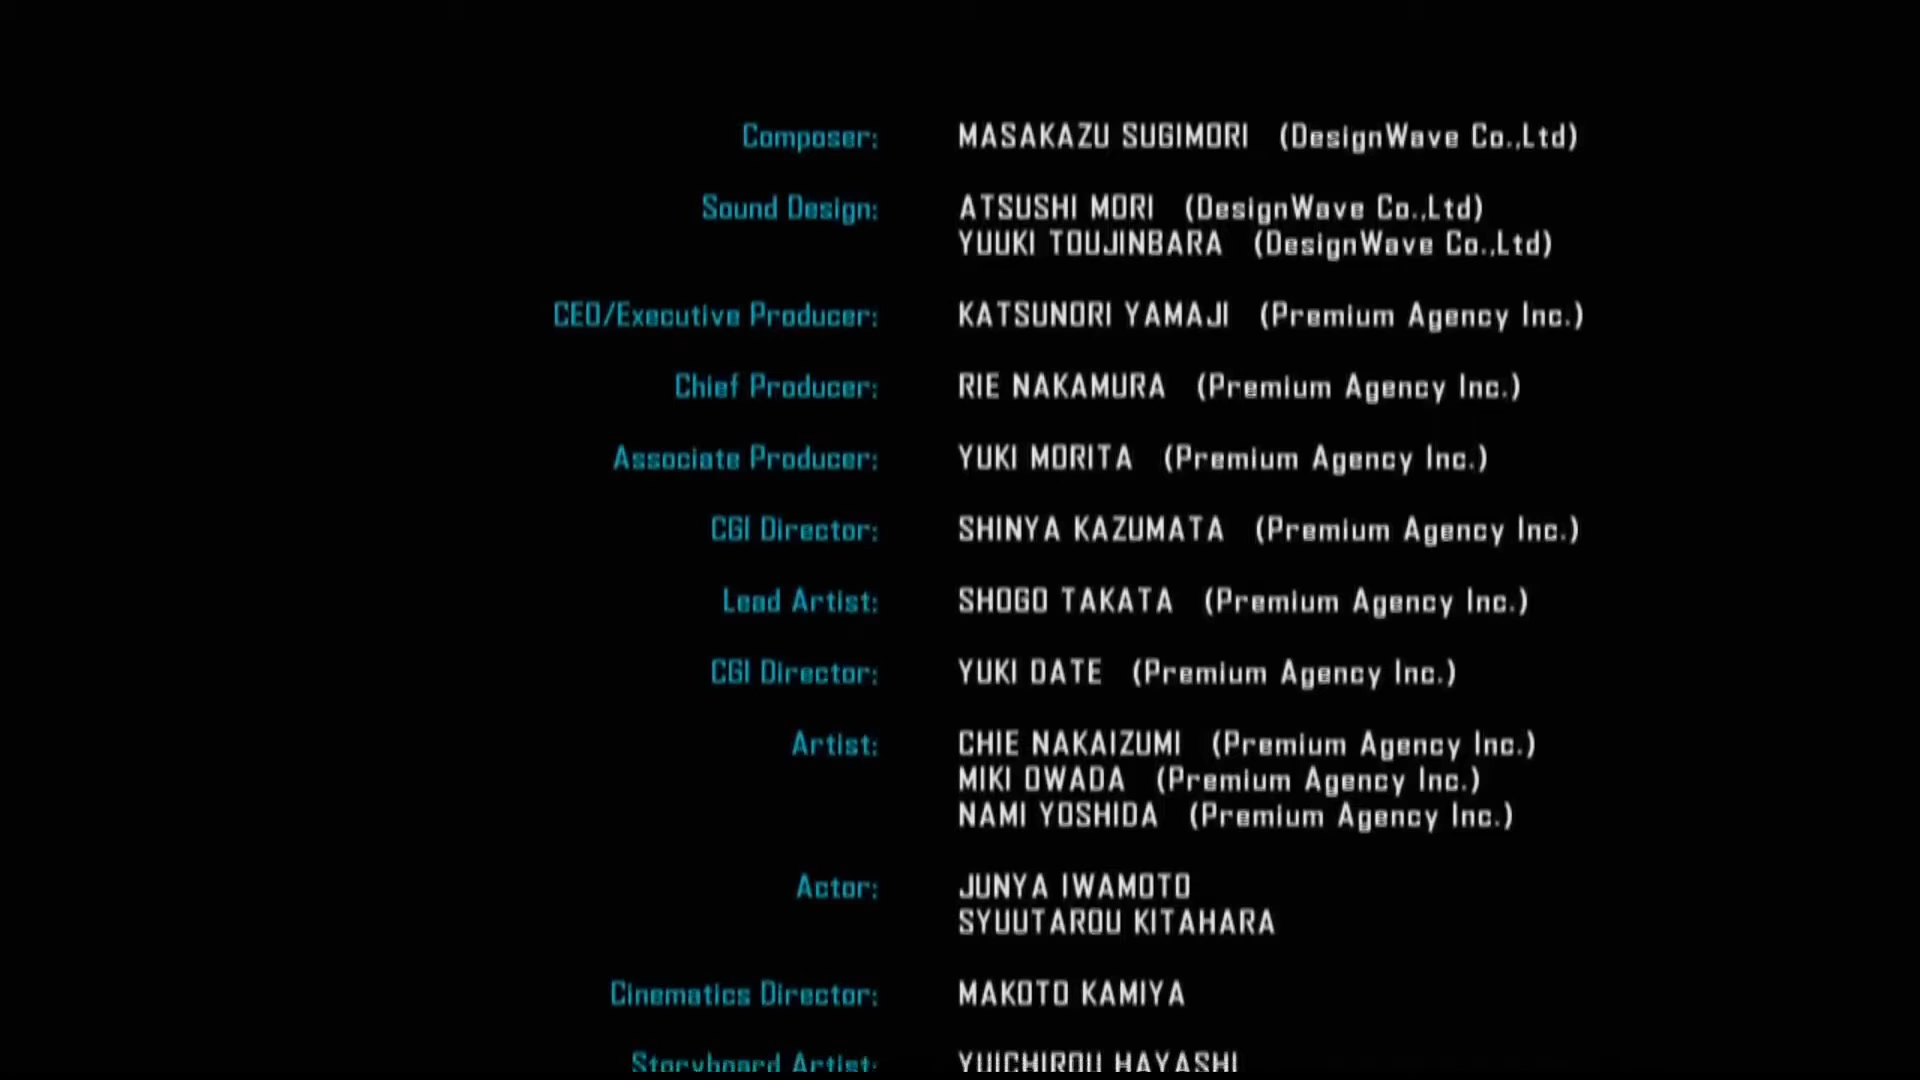 Composer: MASAKAZU SUGIMORI (DesignWave Co.,Ltd)
Sound Design: ATSUSHI MORI (DesignWave Co.,Ltd)
YUUKI TOUJINBARA (DesignWave Co.,Ltd)
CEO/Executive Producer: KATSUNORI YAMAJI (Premium Agency Inc.)
Chief Producer: RIE NAKAMURA (Premium Agency Inc.)
Associate Producer: YUKI MORITA (Premium Agency Inc.)
CGI Director: SHINYA KAZUMATA (Premium Agency Inc.)
Lead Artist: SHOGO TAKATA (Premium Agency Inc.)
CGI Director: YUKI DATE (Premium Agency Inc.)
Artist: CHIE NAKAIZUMI (Premium Agency Inc.)
MIKI OWADA (Premium Agency Inc.)
NAMI YOSHIDA (Premium Agency Inc.)
Actor: JUNYA IWAMOTO
SYUUTAROU KITAHARA
Cinematics Director: MAKOTO KAMIYA
Storyboard Artist: YUICHIROU HAYASHI